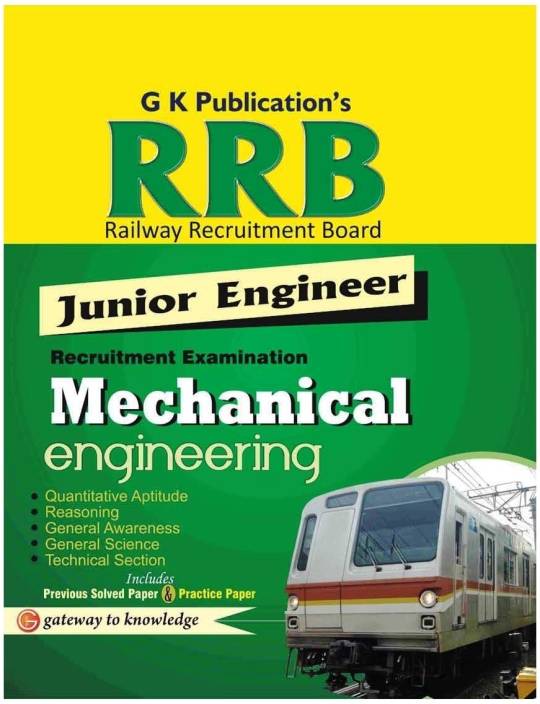 G K Publication's
RRB
Railway Recruitment Board
Junior Engineer
Recruitment Examination
Mechanical
engineering
• Quantitative Aptitude
• Reasoning
• General Awareness
• General Science
• Technical Section
Includes
Previous Solved Paper & Practice Paper
G gateway to knowledge